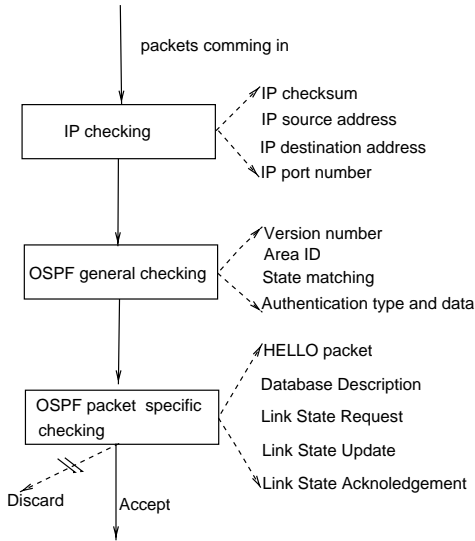 packets comming in
IP checking
IP checksum
IP source address
IP destination address
IP port number
OSPF general checking
Version number
Area ID
State matching
Authentication type and data
OSPF packet specific
checking
HELLO packet
Database Description
Link State Request
Link State Update
Link State Acknoledgement
Discard
Accept